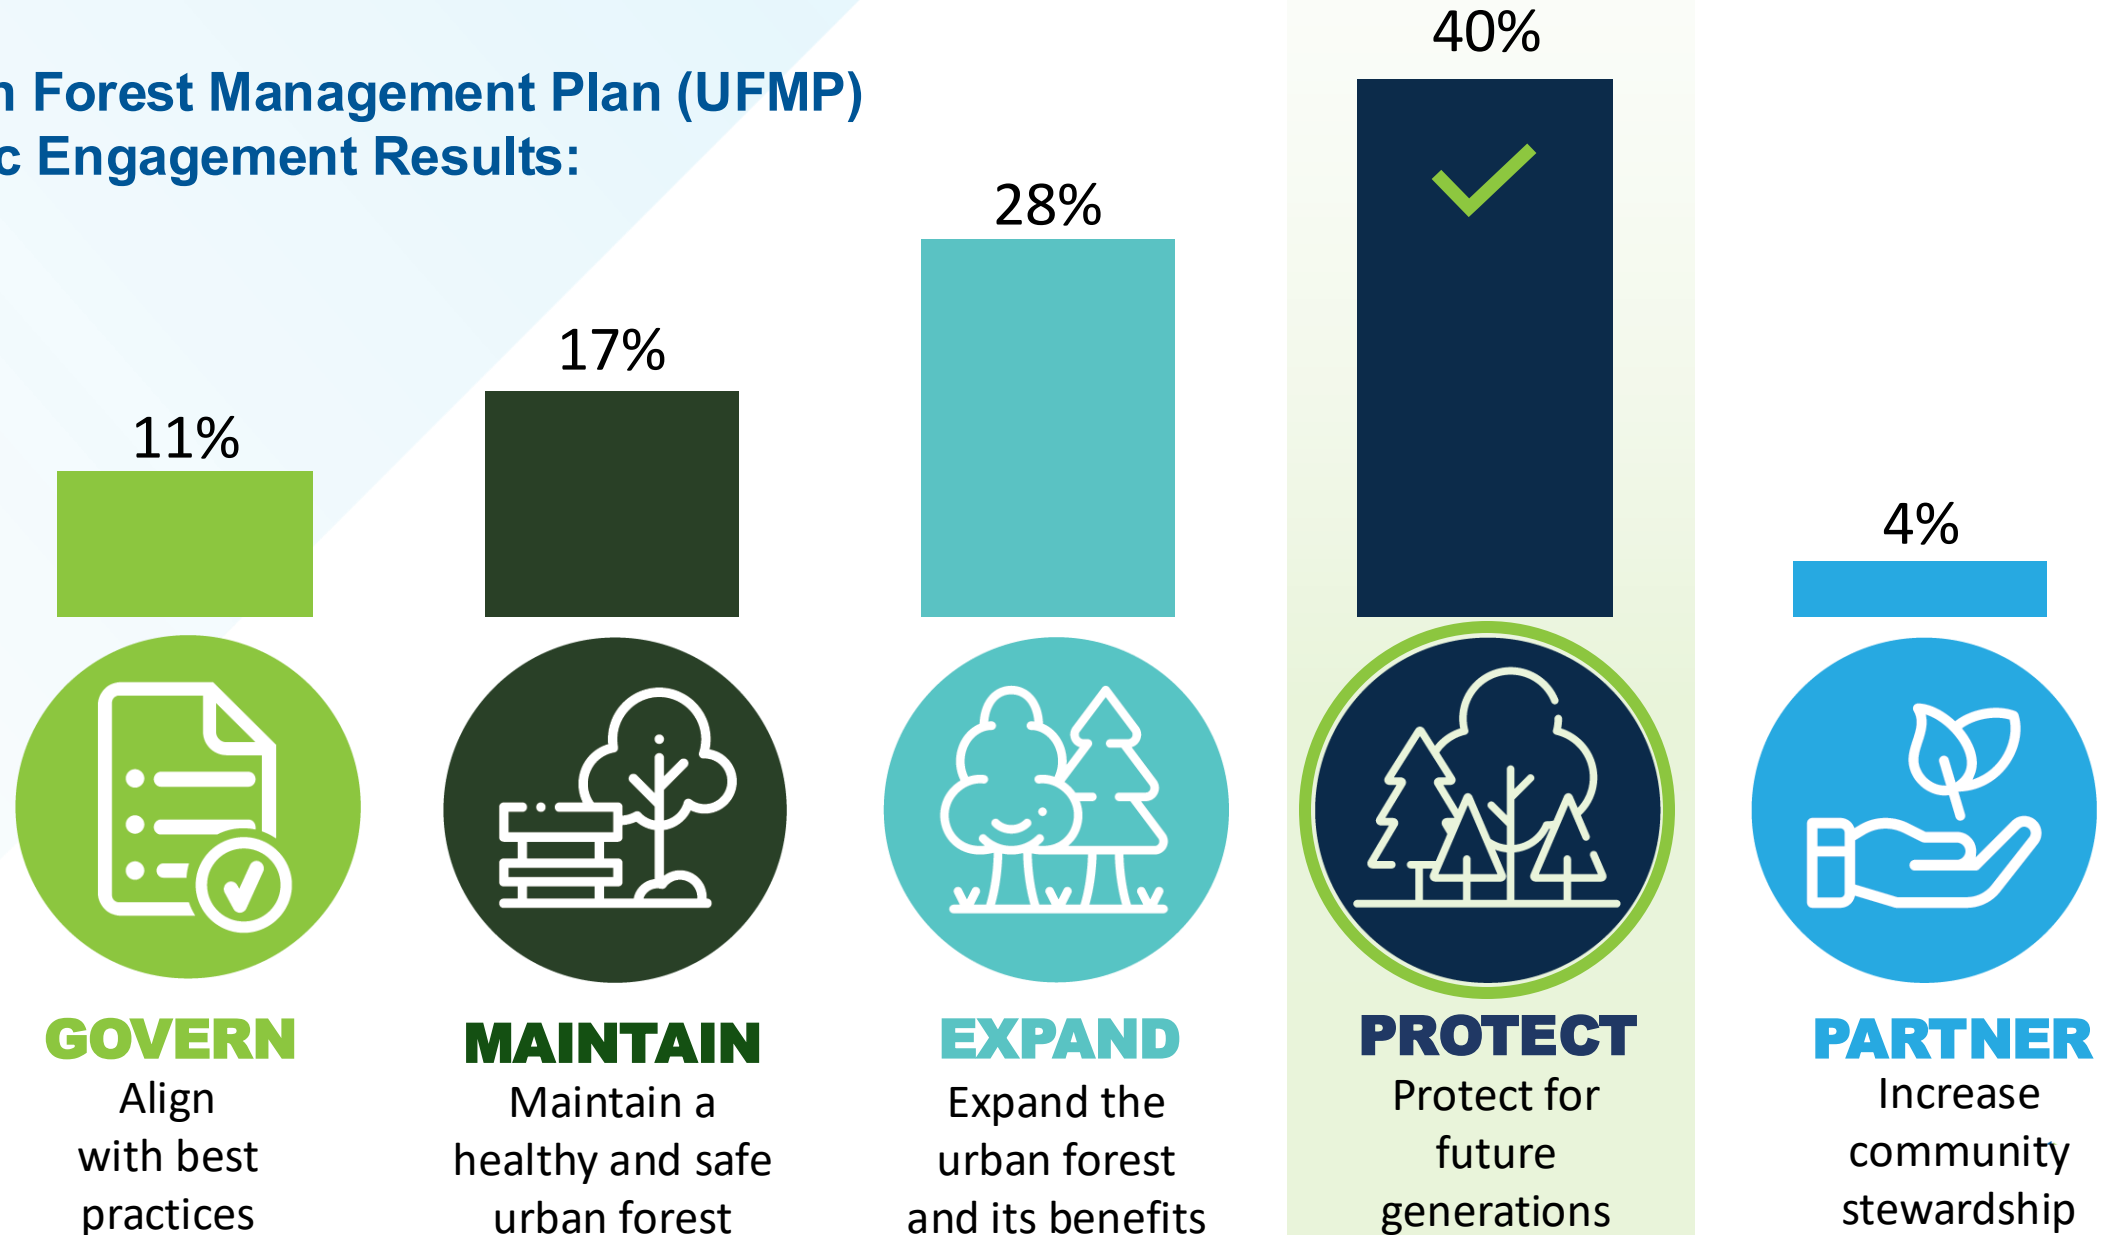 n Forest Management Plan (UFMP)
c Engagement Results:
40%
28%
17%
11%
4%
GOVERN
Align
with best
practices
MAINTAIN
Maintain a
healthy and safe
urban forest
EXPAND
Expand the
urban forest
and its benefits
PROTECT
Protect for
future
generations
PARTNER
Increase
community
stewardship